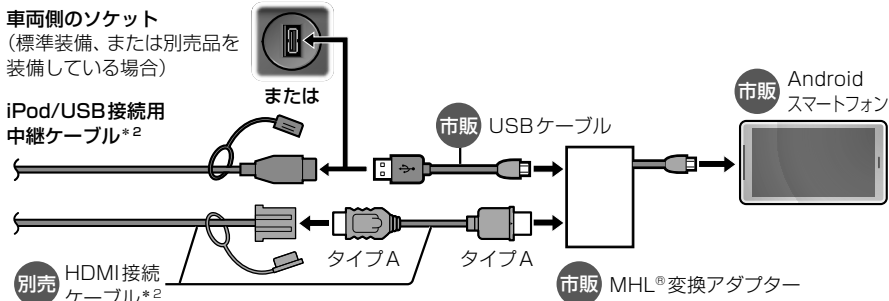 車両側のソケット
（標準装備、または別売品を
装備している場合）
または
iPod/USB接続用
中継ケーブル*2
市販 USBケーブル
市販 Android
スマートフォン
タイプA
タイプA
別売 HDMI接続
ケーブル*2
市販 MHL®変換アダプター